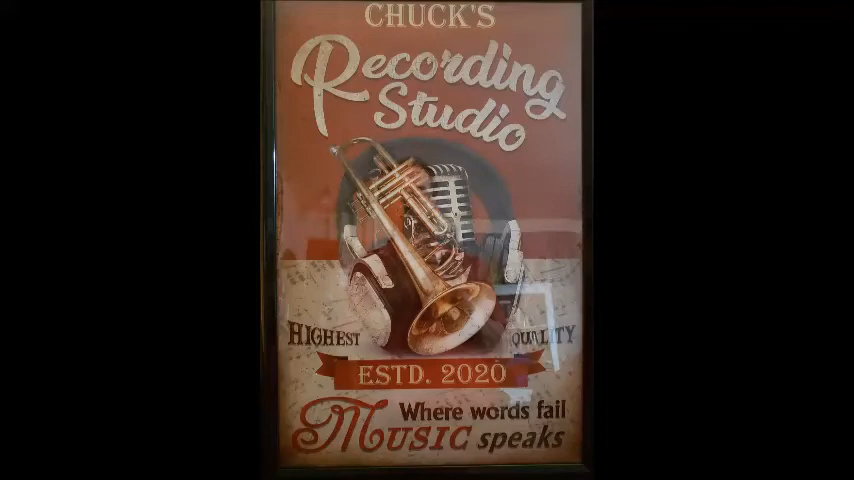 CHUCK'S
Recording
Studio
HIGHEST QUALITY
ESTD. 2020
Where words fail
MUSIC speaks